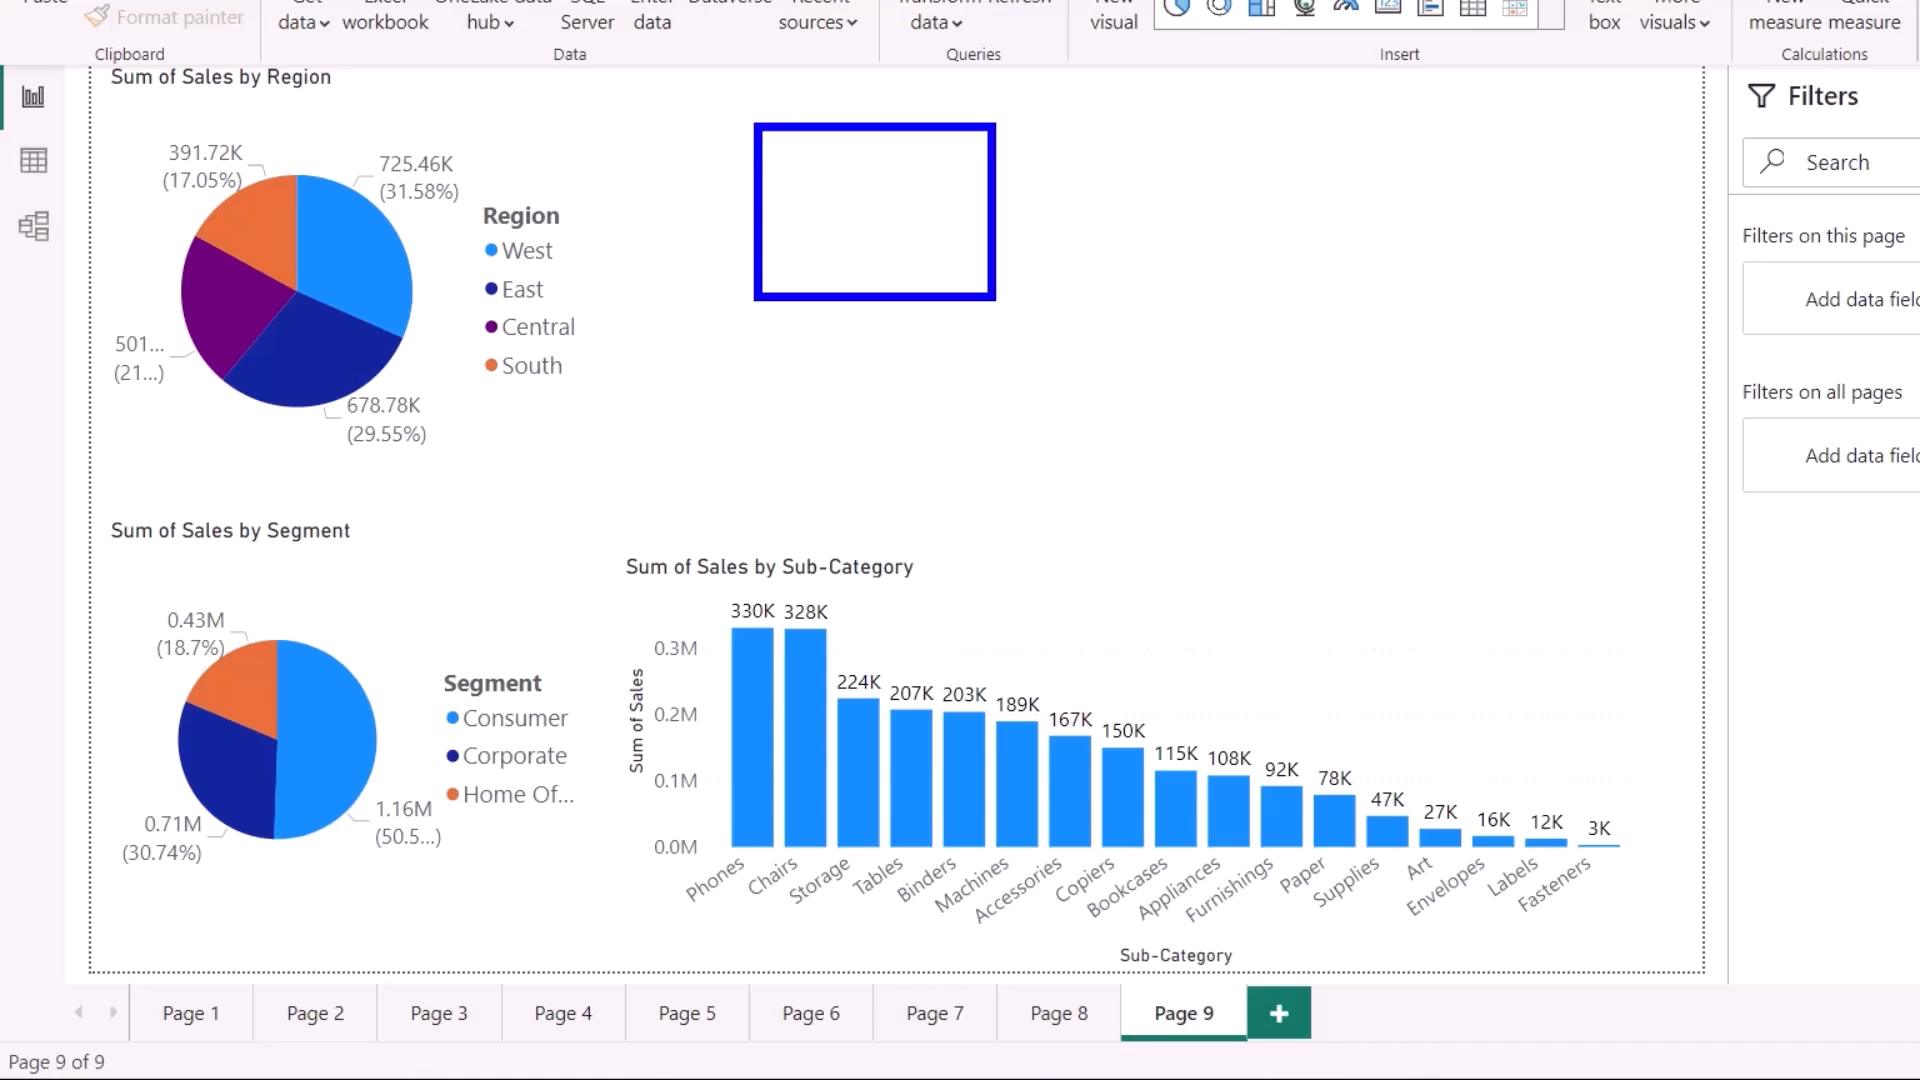 Format painter
Clipboard
data
workbook
hub
Server
data
sources
Data
data
Queries
visual
Insert
box
visuals
measure measure
Calculations
Sum of Sales by Region
391.72K
(17.05%)
725.46K
(31.58%)
501...
(21...)
678.78K
(29.55%)
Region
West
East
Central
South
Filters
Search
Filters on this page
Add data fiel
Filters on all pages
Add data fiel
Sum of Sales by Segment
0.43M
(18.7%)
0.71M
(30.74%)
1.16M
(50.5...)
Segment
Consumer
Corporate
Home Of...
Sum of Sales by Sub-Category
Sum of Sales
0.3M
0.2M
0.1M
0.0M
330K 328K 224K 207K 203K 189K 167K 150K 115K 108K 92K 78K 47K 27K 16K 12K 3K
Phones Chairs Storage Tables Binders Machines Accessories Copiers Bookcases Appliances Furnishings Paper Supplies Art Envelopes Labels Fasteners
Sub-Category
Page 1 Page 2 Page 3 Page 4 Page 5 Page 6 Page 7 Page 8 Page 9
Page 9 of 9